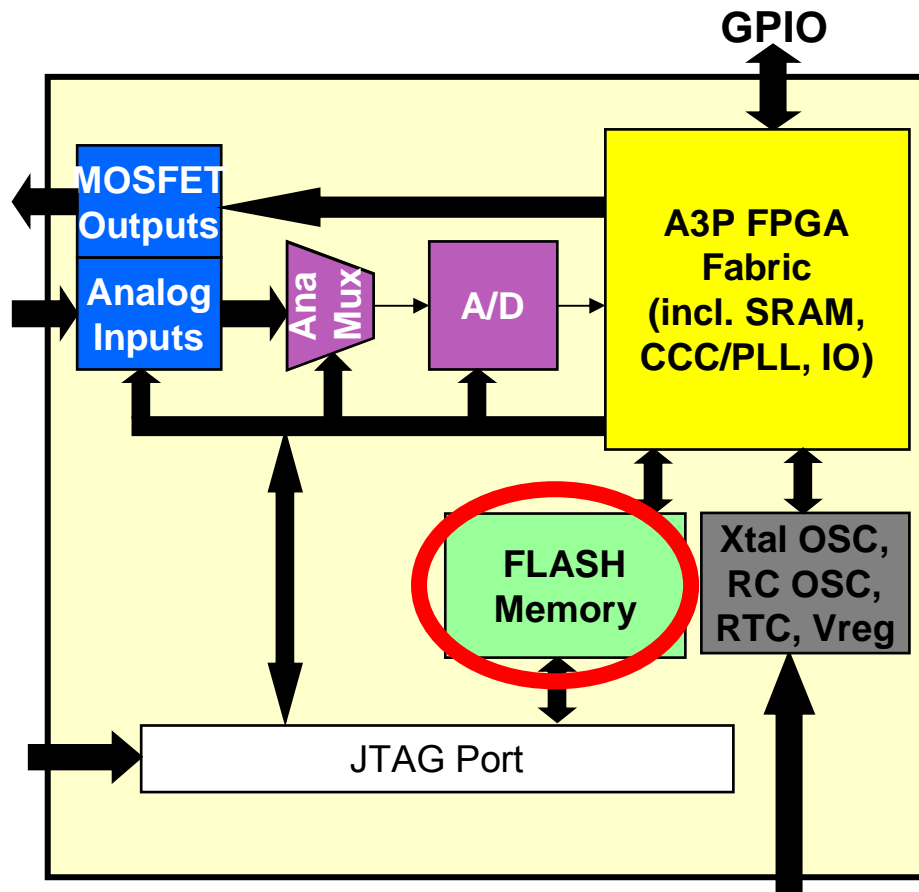 GPIO
MOSFET
Outputs
Analog
Inputs
Ana
Mux
A/D
A3P FPGA
Fabric
(incl. SRAM,
CCC/PLL, IO)
FLASH
Memory
Xtal OSC,
RC OSC,
RTC, Vreg
JTAG Port